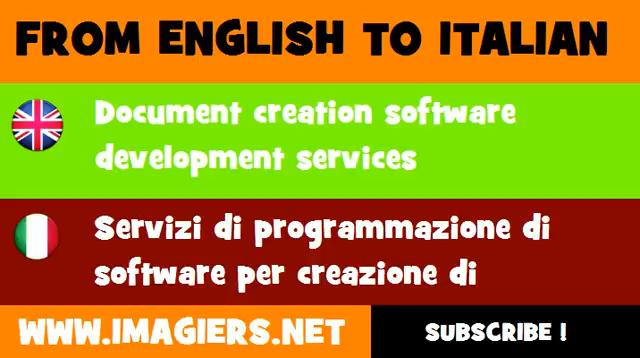 FROM ENGLISH TO ITALIAN
Document creation software
development services
Servizi di programmazione di
software per creazione di
WWW.IMAGIERS.NET
SUBSCRIBE !